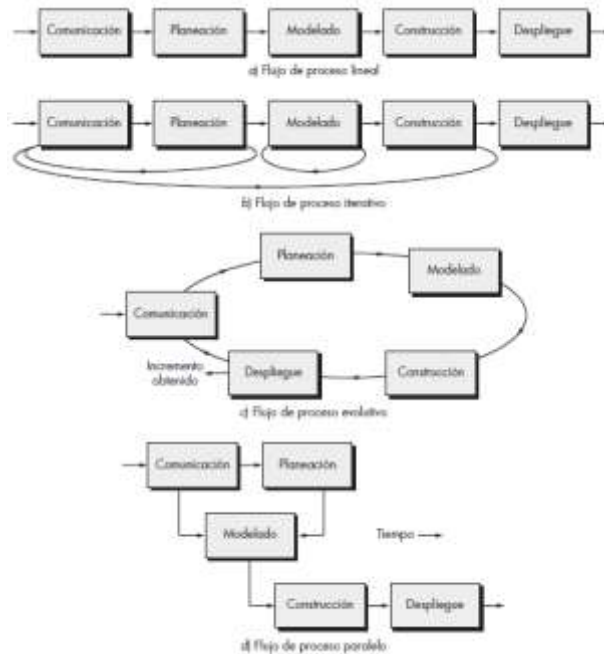 Comunicación
Planeación
Modelado
Construcción
Despliegue
a) Flujo de proceso lineal
Comunicación
Planeación
Modelado
Construcción
Despliegue
b) Flujo de proceso iterativo
Planeación
Modelado
Comunicación
Incremento
obtenido
Despliegue
Construcción
c) Flujo de proceso evolutivo
Comunicación
Planeación
Modelado
Tiempo
Construcción
Despliegue
d) Flujo de proceso paralelo